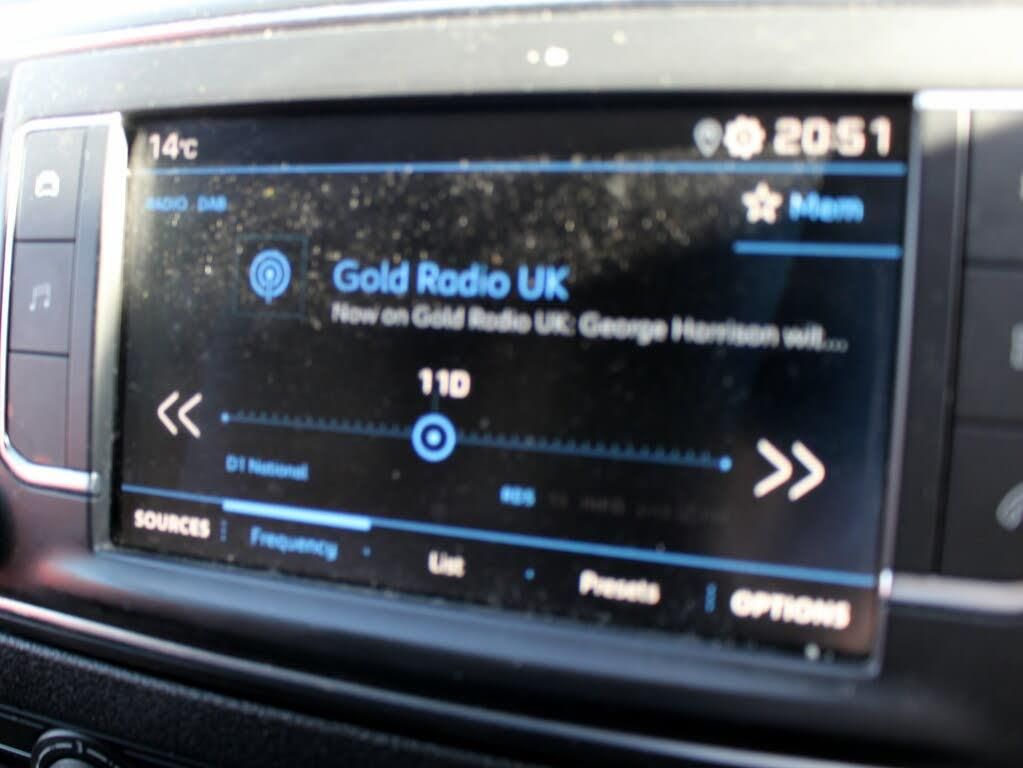 14°C 20:51
RADIO DAB
Mem
Gold Radio UK
Now on Gold Radio UK: George Harrison wit...
11D
D1 National
SOURCES Frequency List Presets OPTIONS